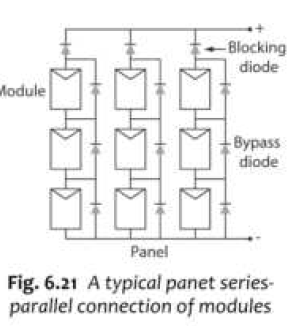 +
Blocking
diode
Module
Bypass
diode
-
Panel
Fig. 6.21 A typical panet series-
parallel connection of modules